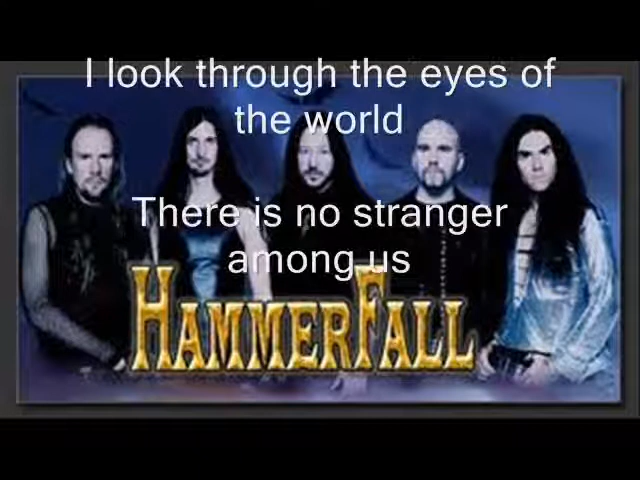 I look through the eyes of
the world
There is no stranger
among us
HAMMERFALL